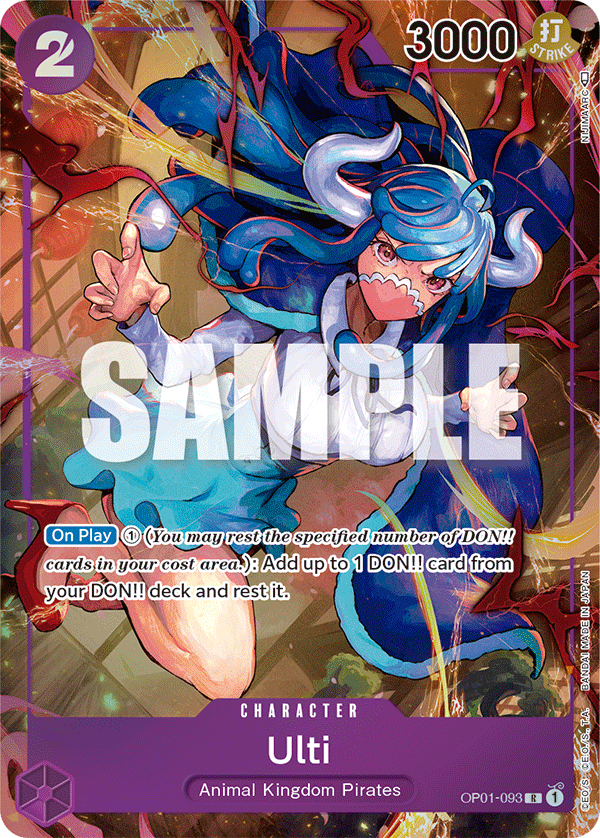 2
3000
打
STRIKE
NIJIMAARC
SAMPLE
On Play ① (You may rest the specified number of DON!!
cards in your cost area.): Add up to 1 DON!! card from
your DON!! deck and rest it.
BANDAI MADE IN JAPAN
CHARACTER
Ulti
Animal Kingdom Pirates
OP01-093 R 1